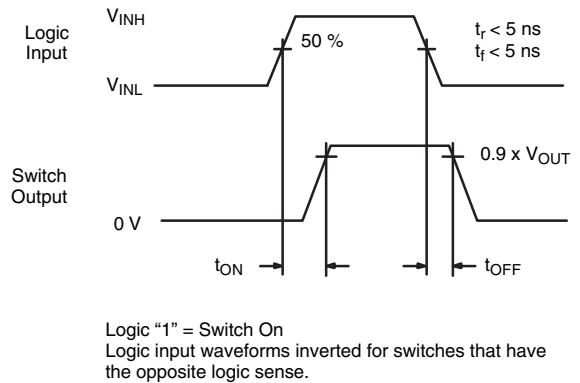 V_INH
Logic
Input
50 %
t_r < 5 ns
t_f < 5 ns
V_INL
Switch
Output
0.9 x V_OUT
0 V
t_ON
t_OFF
Logic “1” = Switch On
Logic input waveforms inverted for switches that have
the opposite logic sense.